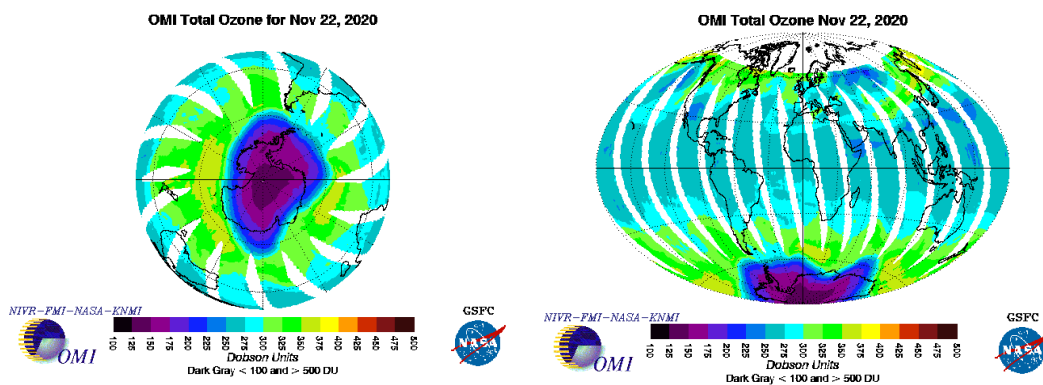 OMI Total Ozone for Nov 22, 2020
NIVR-FMI-NASA-KNMI
OMI
100 125 150 175 200 225 250 275 300 325 350 375 400 425 450 475 500
Dobson Units
Dark Gray < 100 and > 500 DU
GSFC
NASA
OMI Total Ozone Nov 22, 2020
NIVR-FMI-NASA-KNMI
OMI
100 125 150 175 200 225 250 275 300 325 350 375 400 425 450 475 500
Dobson Units
Dark Gray < 100 and > 500 DU
GSFC
NASA